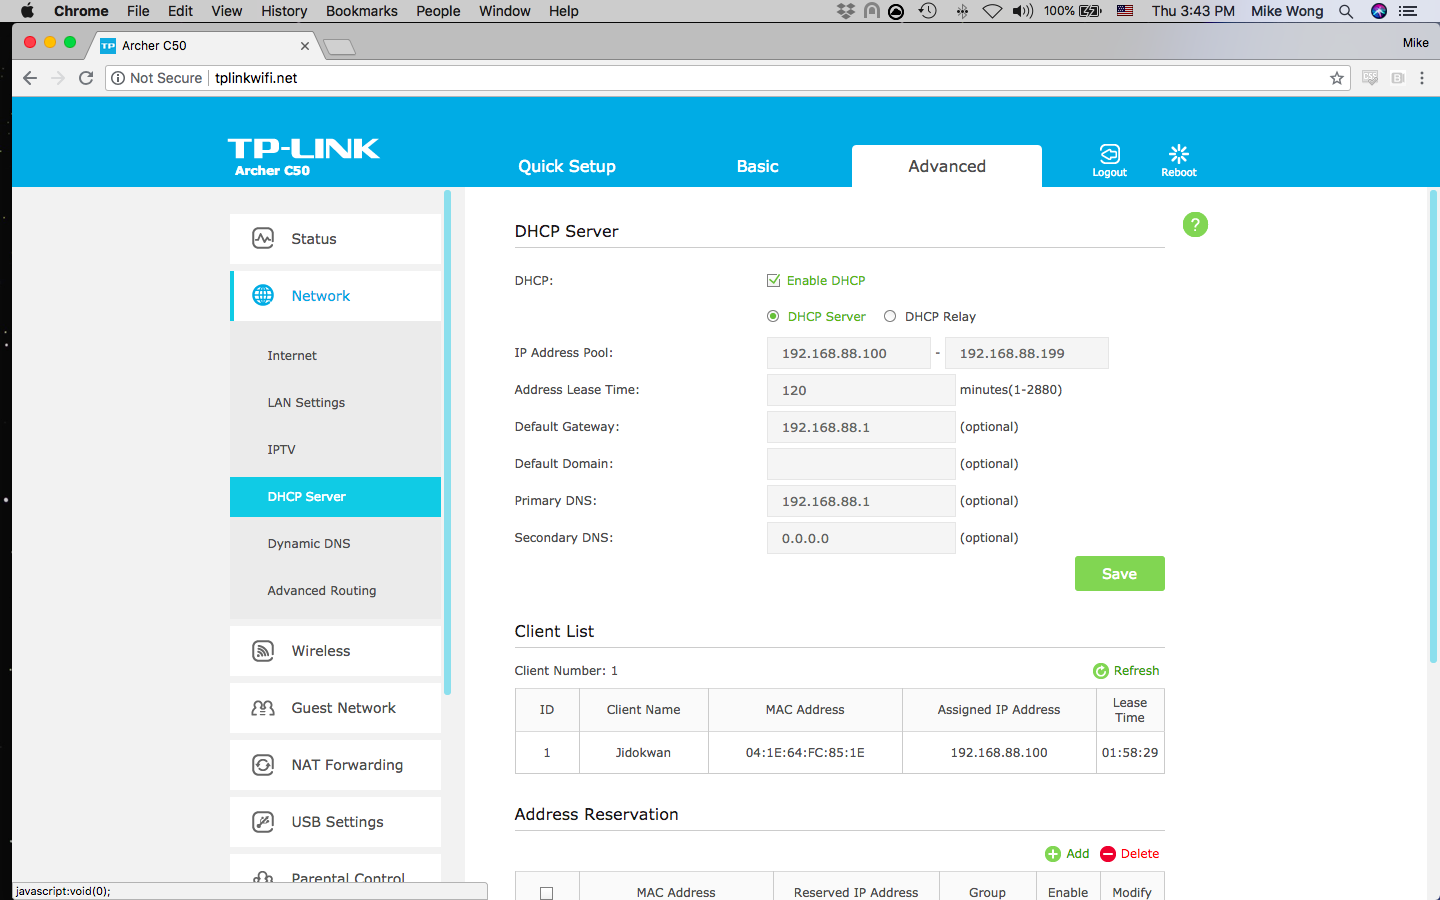 Chrome File Edit View History Bookmarks People Window Help 100% Thu 3:43 PM Mike Wong
TP Archer C50 Mike
Not Secure tplinkwifi.net
TP-LINK
Archer C50
Quick Setup Basic Advanced Logout Reboot
Status
Network
Internet
LAN Settings
IPTV
DHCP Server
Dynamic DNS
Advanced Routing
Wireless
Guest Network
NAT Forwarding
USB Settings
Parental Control
javascript:void(0);
DHCP Server ?
DHCP: Enable DHCP
DHCP Server DHCP Relay
IP Address Pool: 192.168.88.100 - 192.168.88.199
Address Lease Time: 120 minutes(1-2880)
Default Gateway: 192.168.88.1 (optional)
Default Domain: (optional)
Primary DNS: 192.168.88.1 (optional)
Secondary DNS: 0.0.0.0 (optional)
Save
Client List
Client Number: 1 Refresh
ID Client Name MAC Address Assigned IP Address Lease Time
1 Jidokwan 04:1E:64:FC:85:1E 192.168.88.100 01:58:29
Address Reservation
Add Delete
MAC Address Reserved IP Address Group Enable Modify